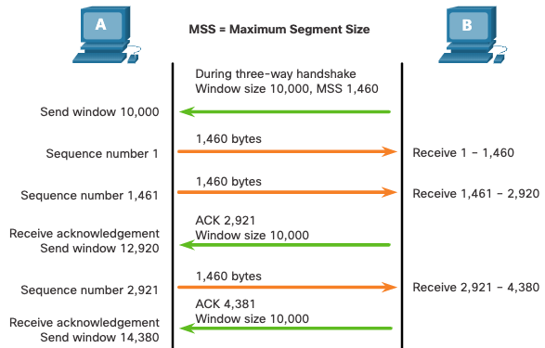 A
MSS = Maximum Segment Size
B
During three-way handshake
Window size 10,000, MSS 1,460
Send window 10,000
1,460 bytes
Sequence number 1
Receive 1 – 1,460
1,460 bytes
Sequence number 1,461
Receive 1,461 – 2,920
ACK 2,921
Window size 10,000
Receive acknowledgement
Send window 12,920
1,460 bytes
Sequence number 2,921
Receive 2,921 – 4,380
ACK 4,381
Window size 10,000
Receive acknowledgement
Send window 14,380